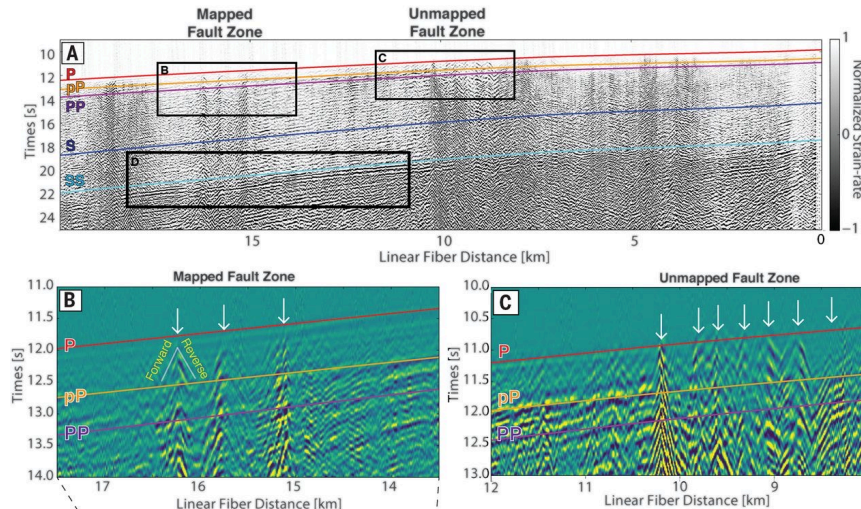 Mapped
Fault Zone
Unmapped
Fault Zone
A
10
12
14
16
18
20
22
24
Times [s]
P
pP
PP
S
SS
B
C
D
15
10
5
0
Linear Fiber Distance [km]
1
0
−1
Normalized Strain-rate
Mapped Fault Zone
B
11.0
11.5
12.0
12.5
13.0
13.5
14.0
Times [s]
P
pP
PP
Forward
Reverse
17
16
15
14
Linear Fiber Distance [km]
Unmapped Fault Zone
C
10.0
10.5
11.0
11.5
12.0
12.5
13.0
Times [s]
P
pP
PP
12
10
9
Linear Fiber Distance [km]